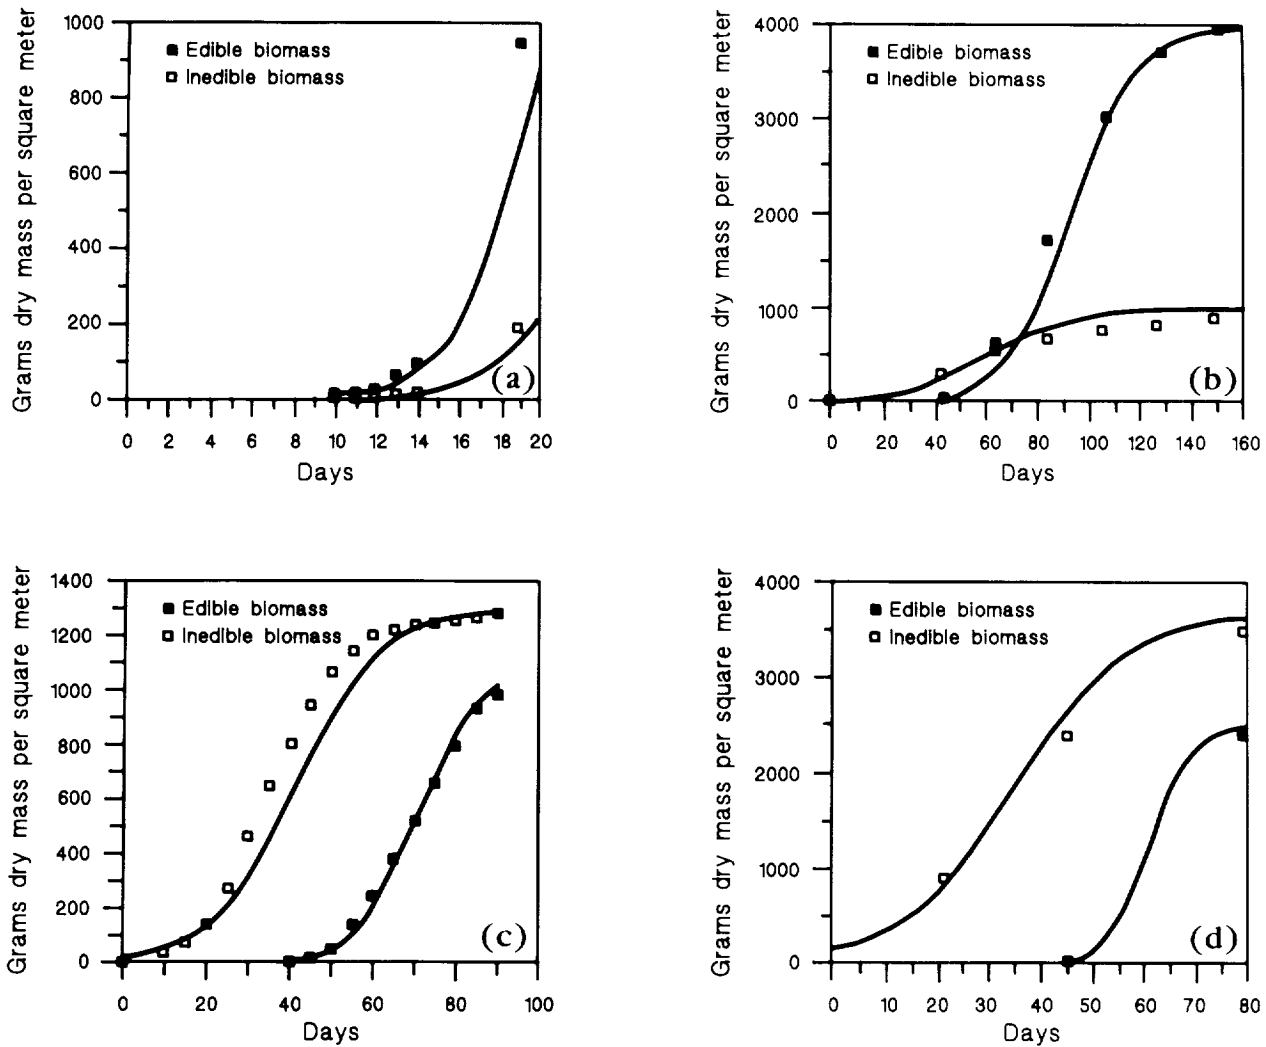 Grams dry mass per square meter
1000
800
600
400
200
0
■ Edible biomass
□ Inedible biomass
(a)
0 2 4 6 8 10 12 14 16 18 20
Days
Grams dry mass per square meter
4000
3000
2000
1000
0
■ Edible biomass
□ Inedible biomass
(b)
0 20 40 60 80 100 120 140 160
Days
Grams dry mass per square meter
1400
1200
1000
800
600
400
200
0
■ Edible biomass
□ Inedible biomass
(c)
0 20 40 60 80 100
Days
Grams dry mass per square meter
4000
3000
2000
1000
0
■ Edible biomass
□ Inedible biomass
(d)
0 10 20 30 40 50 60 70 80
Days